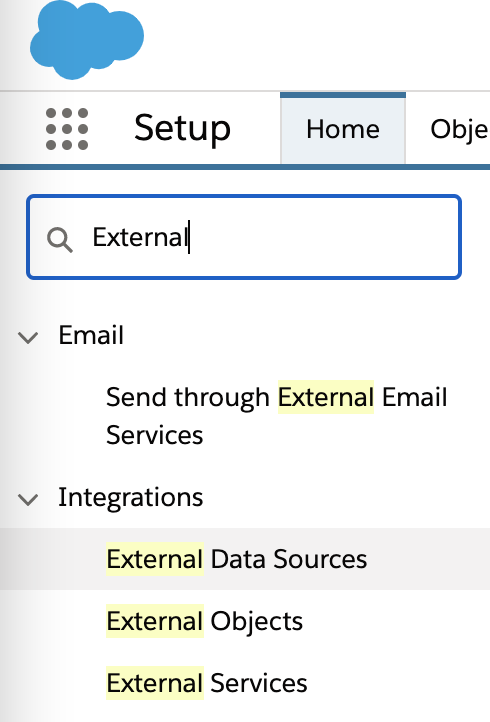 Setup
Home
Obje
External
Email
Send through External Email
Services
Integrations
External Data Sources
External Objects
External Services